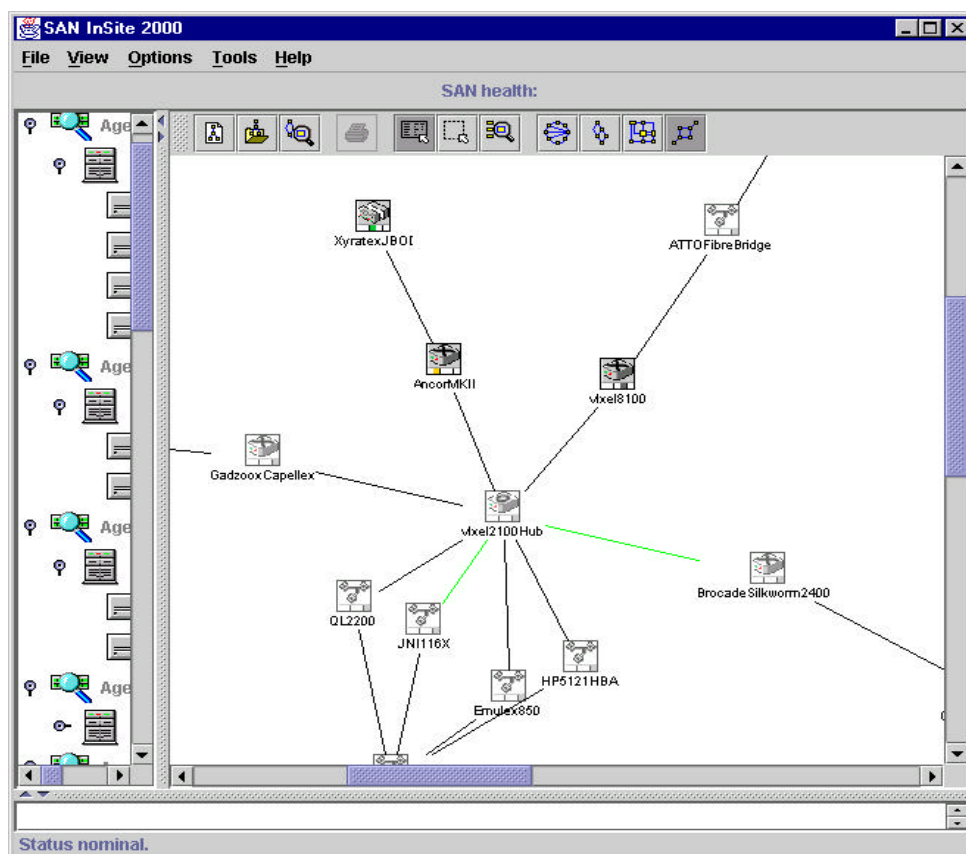 SAN InSite 2000
File View Options Tools Help
SAN health:
Age
Age
Age
Age
XyratexJBOI
ATTOFibreBridge
AncorMKII
vixel8100
GadzooxCapellex
vixel2100Hub
BrocadeSilkworm2400
QL2200
JNI116X
HP5121HBA
Emulex850
Status nominal.